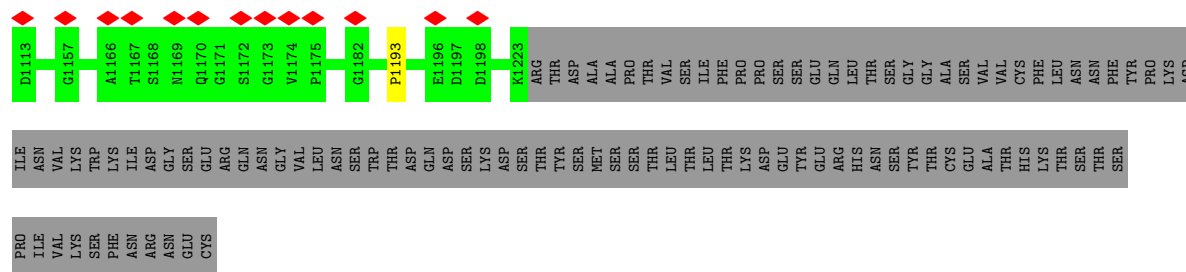 D1113 G1157 A1166 T1167 S1168 N1169 Q1170 G1171 S1172 G1173 V1174 P1175 G1182 P1193 E1196 D1197 D1198 K1223 ARG THR ASP ALA ALA PRO THR VAL SER ILE PHE PRO PRO SER SER GLU GLN LEU THR SER GLY GLY ALA SER VAL VAL CYS PHE LEU ASN ASN PHE TYR PRO LYS ASP
ILE ASN VAL LYS TRP LYS ILE ASP GLY SER GLU ARG GLN ASN GLY VAL LEU ASN SER TRP THR ASP GLN ASP SER LYS ASP SER THR TYR SER MET SER SER THR LEU THR LEU THR LYS ASP GLU TYR GLU ARG HIS ASN SER TYR THR CYS GLU ALA THR HIS LYS THR SER THR SER
PRO ILE VAL LYS SER PHE ASN ARG ASN GLU CYS